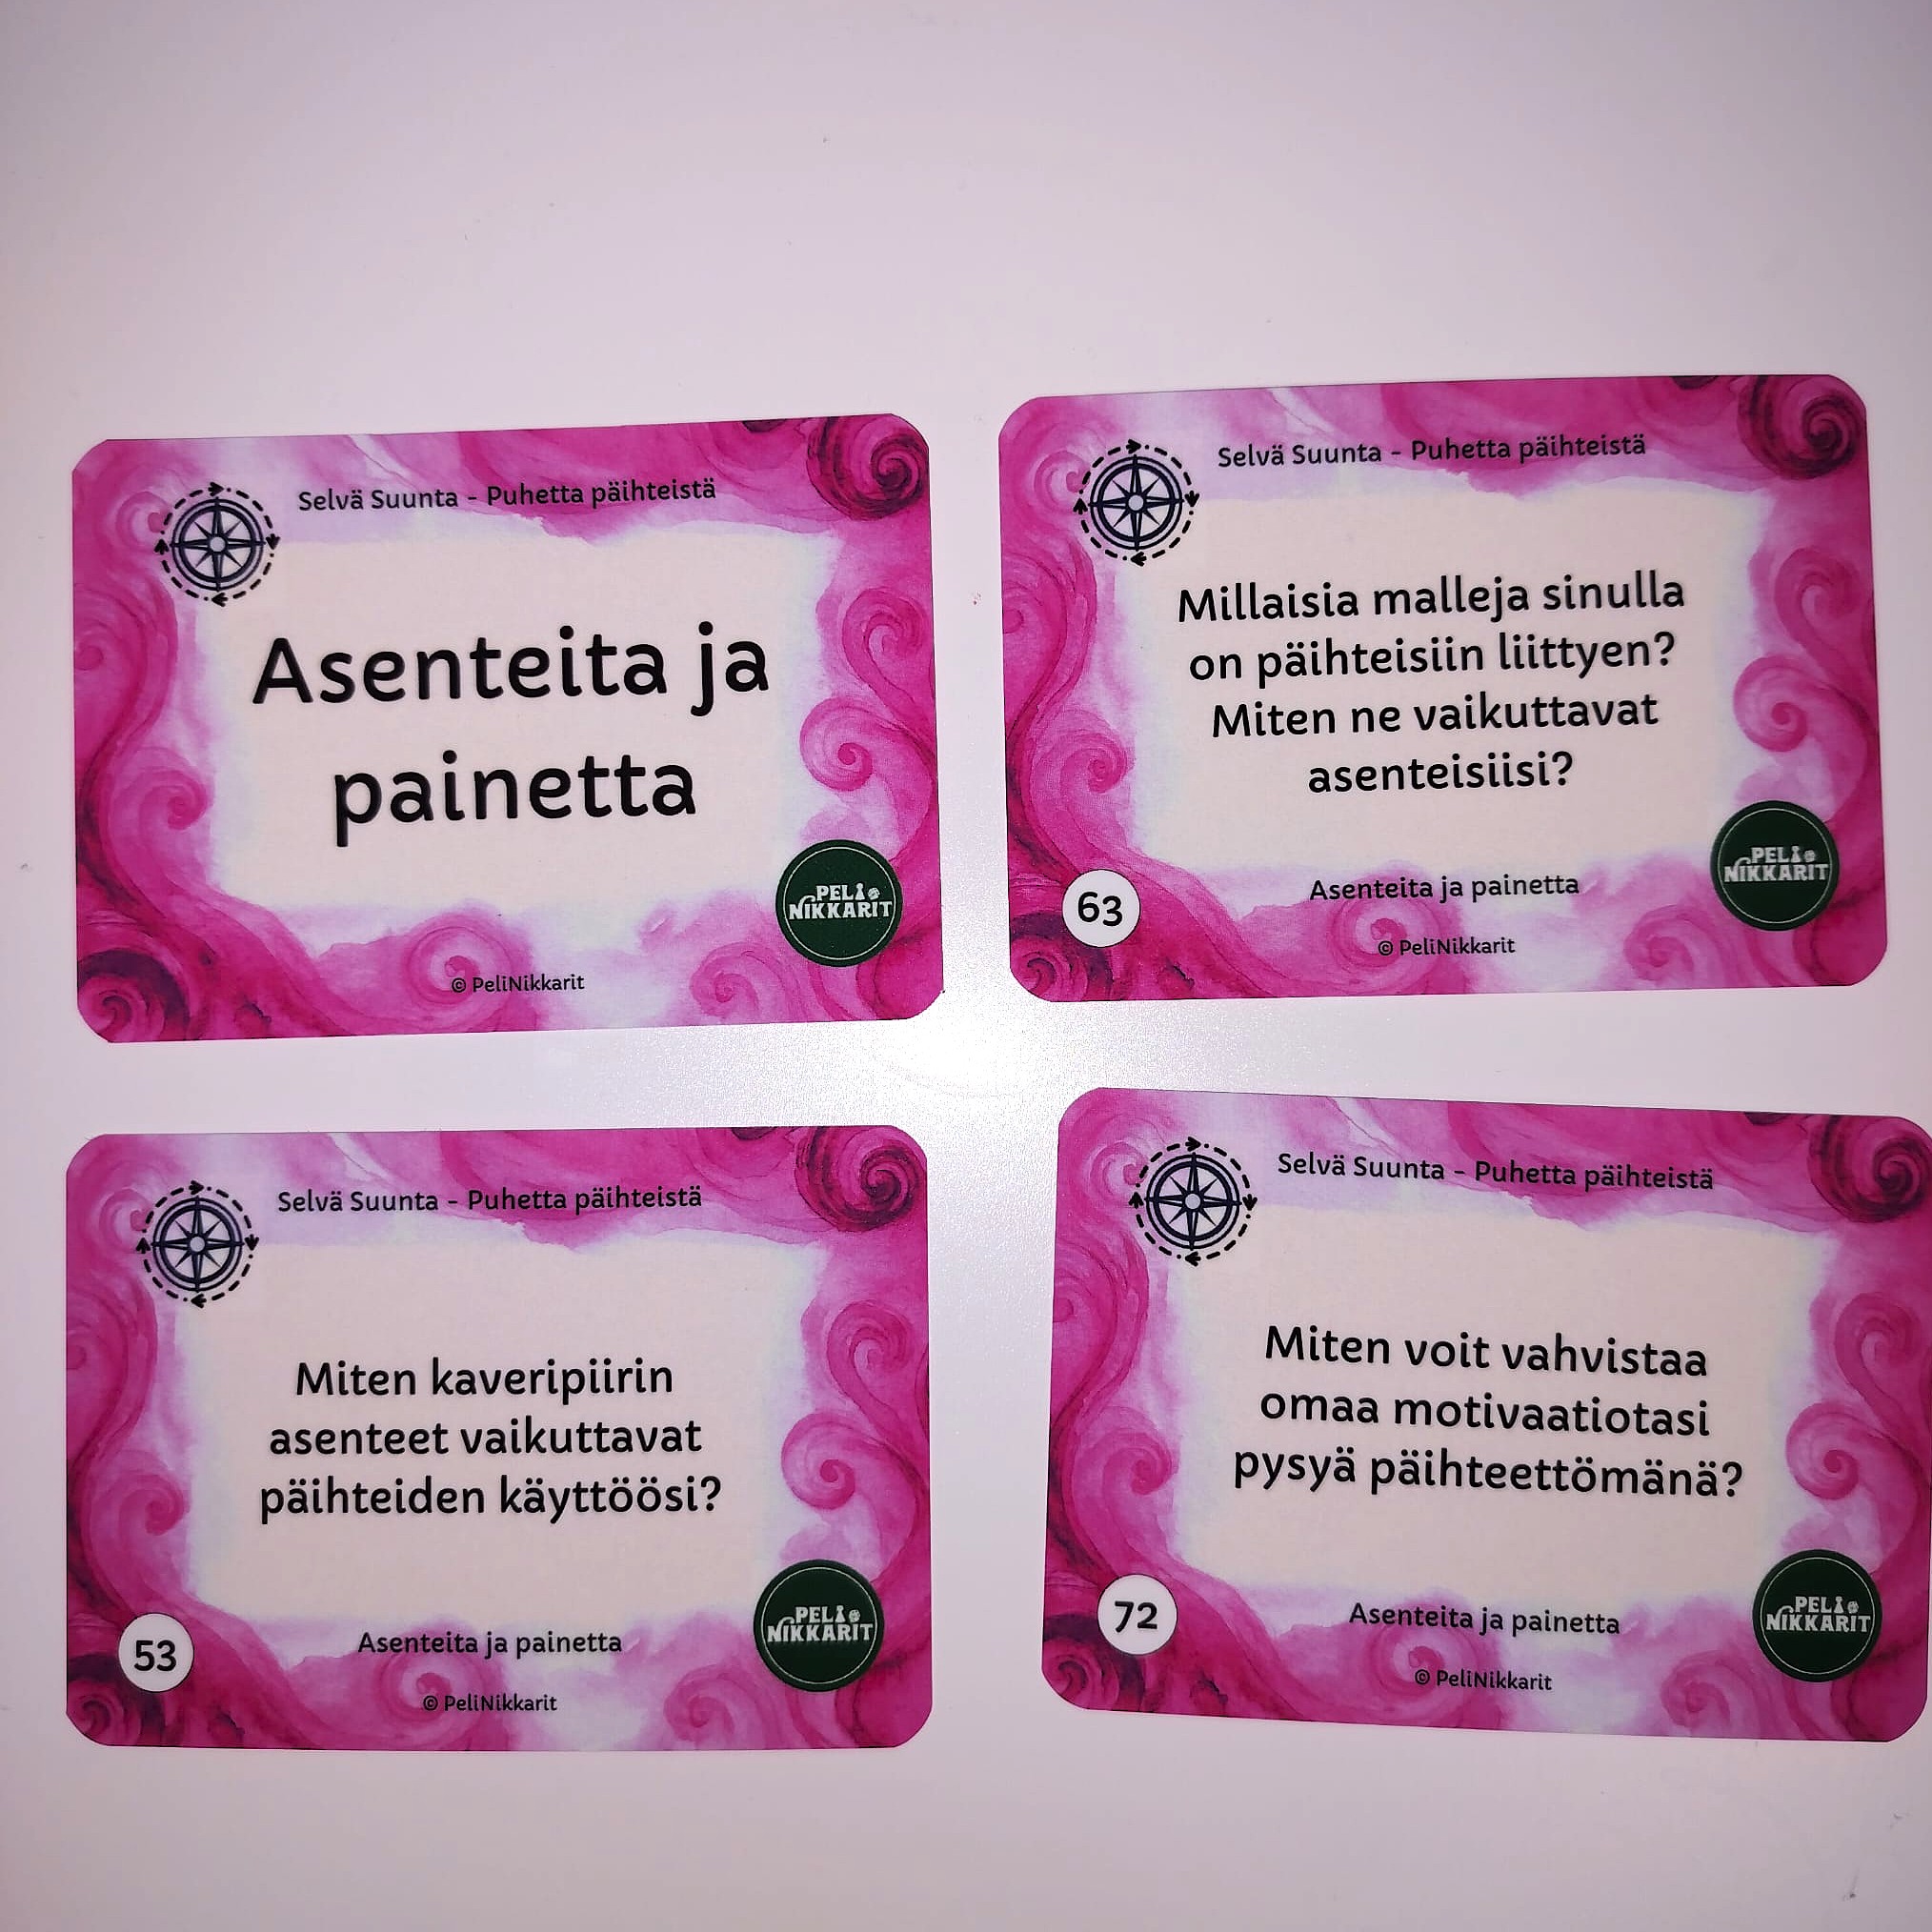 Selvä Suunta - Puhetta päihteistä
Asenteita ja
painetta
PELI
NIKKARIT
© PeliNikkarit
Selvä Suunta - Puhetta päihteistä
Millaisia malleja sinulla
on päihteisiin liittyen?
Miten ne vaikuttavat
asenteisiisi?
PELI
NIKKARIT
63
Asenteita ja painetta
© PeliNikkarit
Selvä Suunta - Puhetta päihteistä
Miten kaveripiirin
asenteet vaikuttavat
päihteiden käyttöösi?
PELI
NIKKARIT
53
Asenteita ja painetta
© PeliNikkarit
Selvä Suunta - Puhetta päihteistä
Miten voit vahvistaa
omaa motivaatiotasi
pysyä päihteettömänä?
PELI
NIKKARIT
72
Asenteita ja painetta
© PeliNikkarit